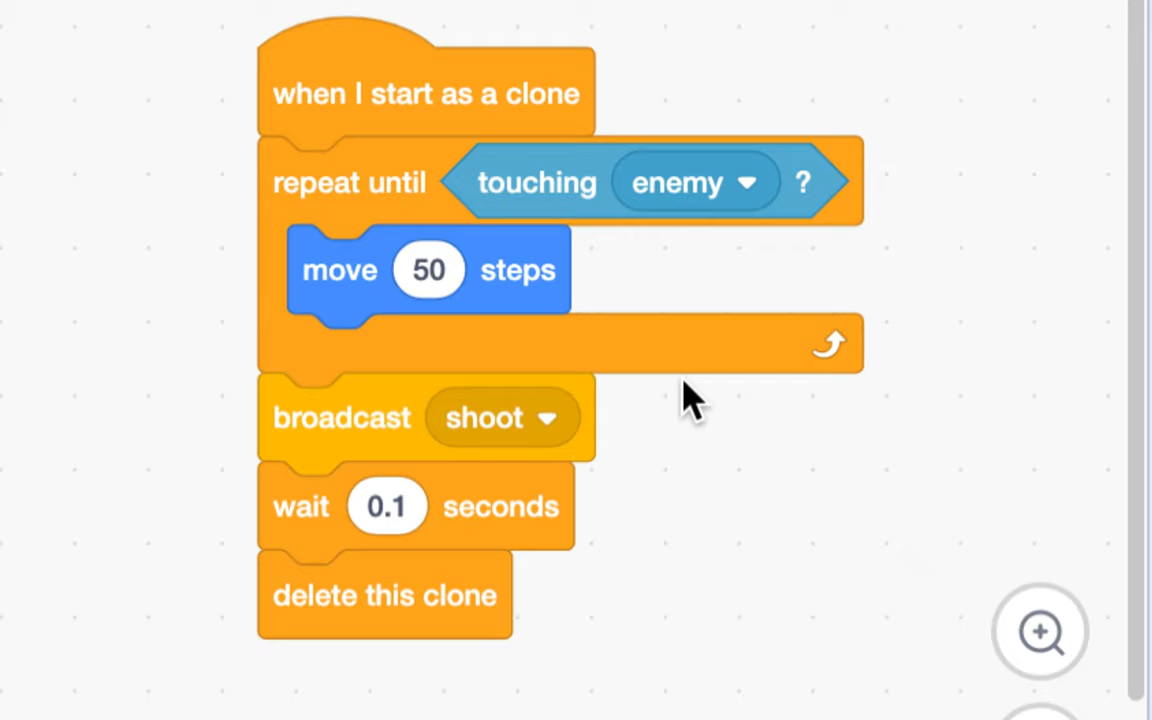 when I start as a clone
repeat until touching enemy ?
move 50 steps
broadcast shoot
wait 0.1 seconds
delete this clone